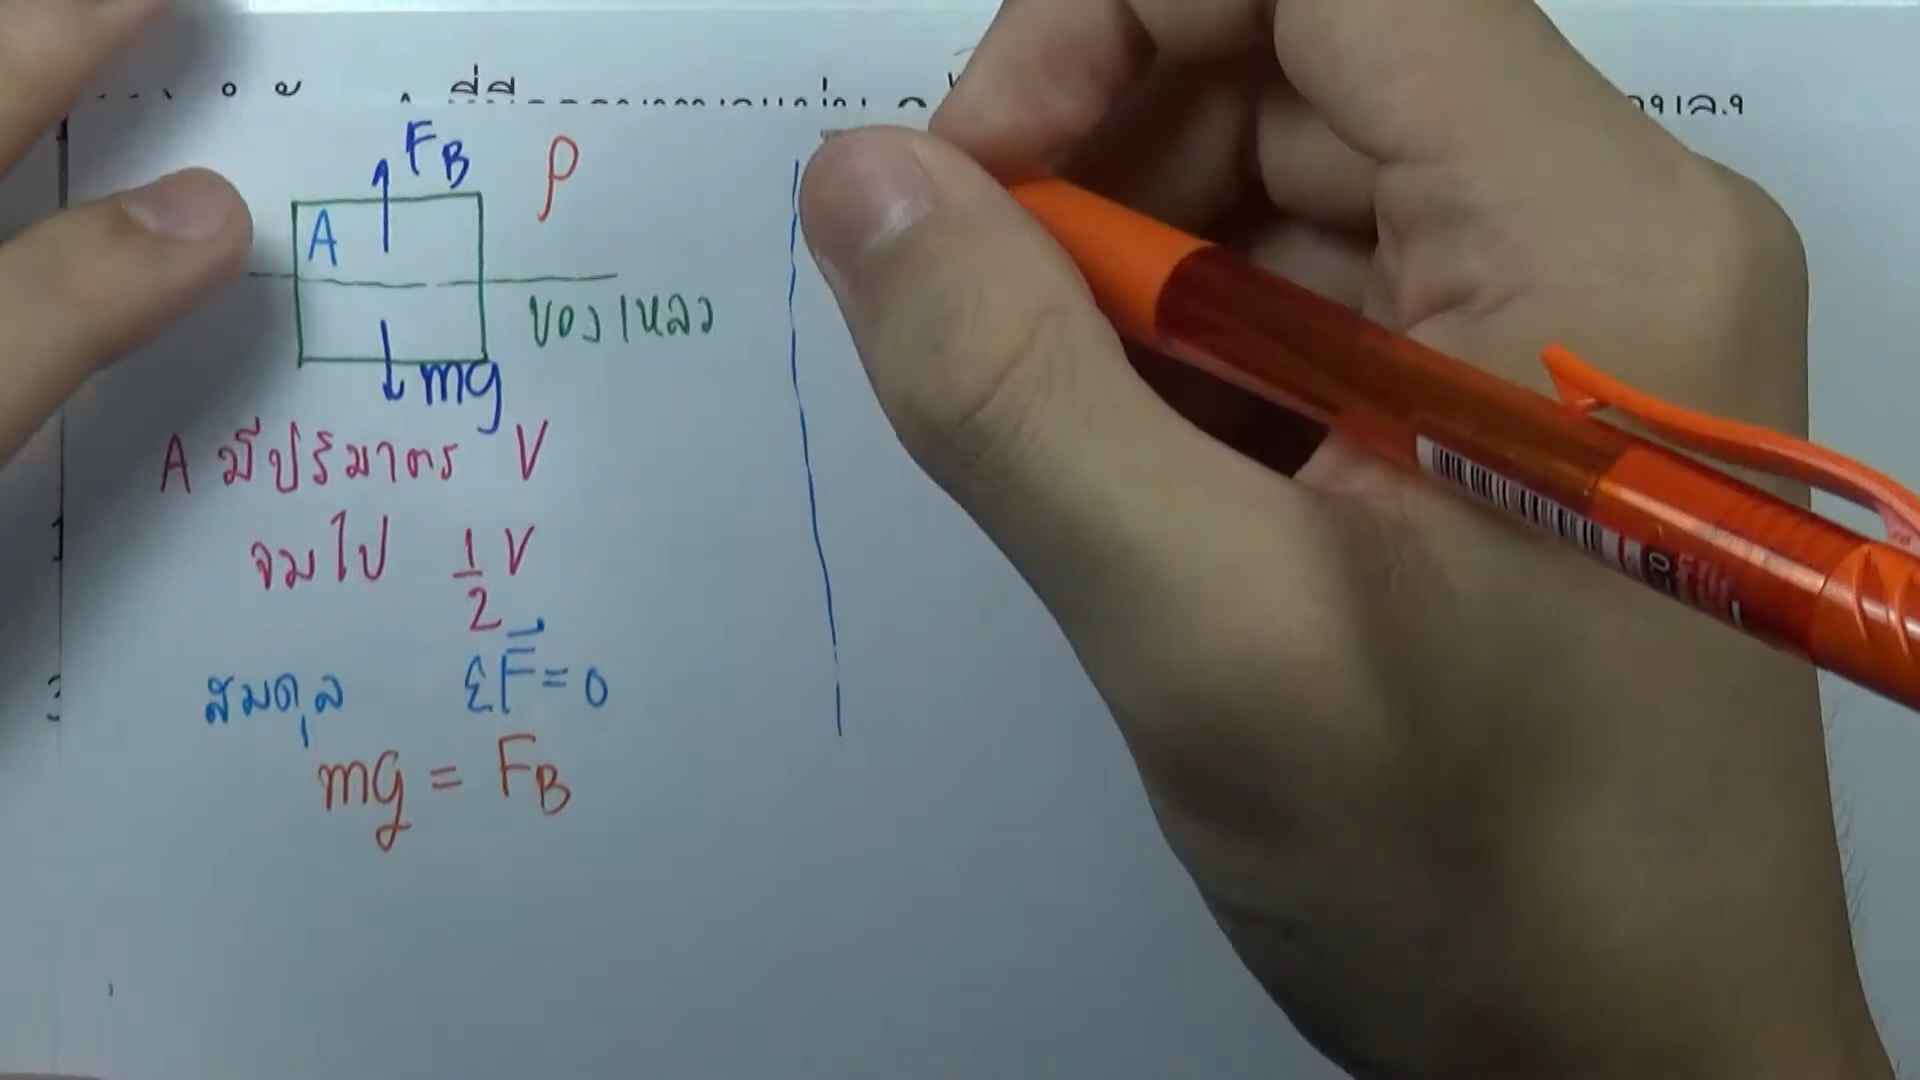 F_B
ρ
A
ของเหลว
mg
A มีปริมาตร V
จมไป 1/2 V
สมดุล ΣF⃗ = 0
mg = F_B